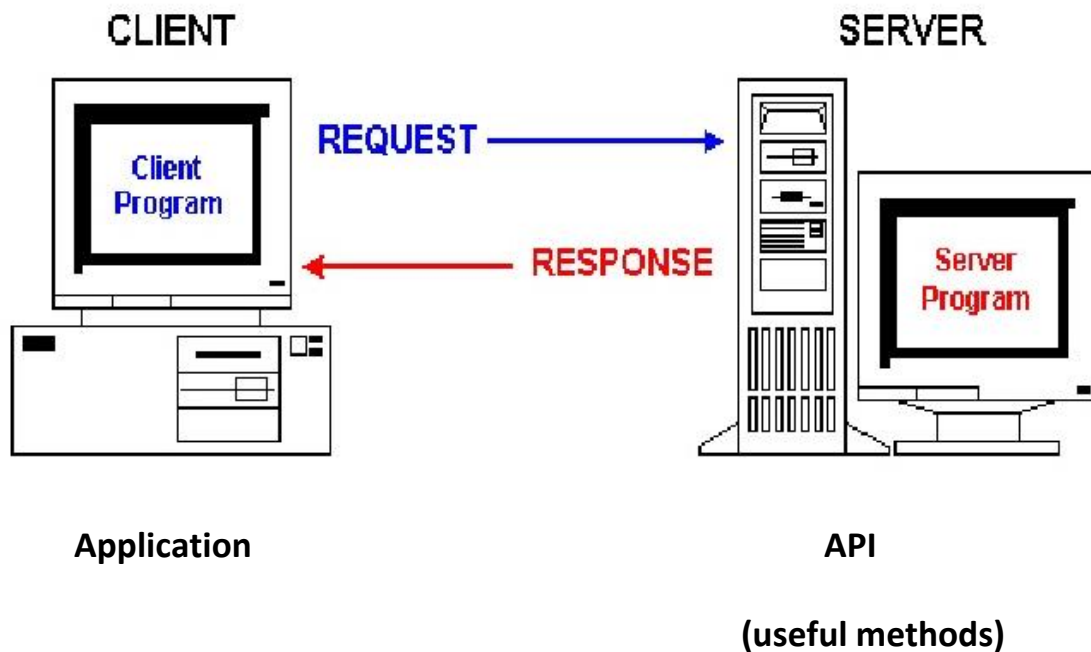 CLIENT
SERVER
REQUEST
Client
Program
RESPONSE
Server
Program
Application
API
(useful methods)